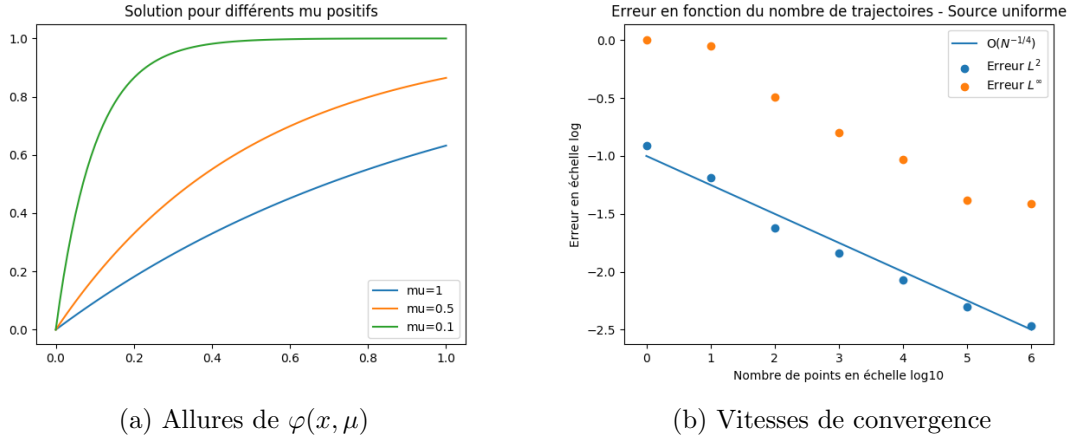 Solution pour différents mu positifs
1.0
0.8
0.6
0.4
0.2
0.0
0.0 0.2 0.4 0.6 0.8 1.0
mu=1
mu=0.5
mu=0.1
(a) Allures de φ(x, μ)
Erreur en fonction du nombre de trajectoires - Source uniforme
Erreur en échelle log
0.0
−0.5
−1.0
−1.5
−2.0
−2.5
0 1 2 3 4 5 6
Nombre de points en échelle log10
O(N^{−1/4})
Erreur L^2
Erreur L^∞
(b) Vitesses de convergence